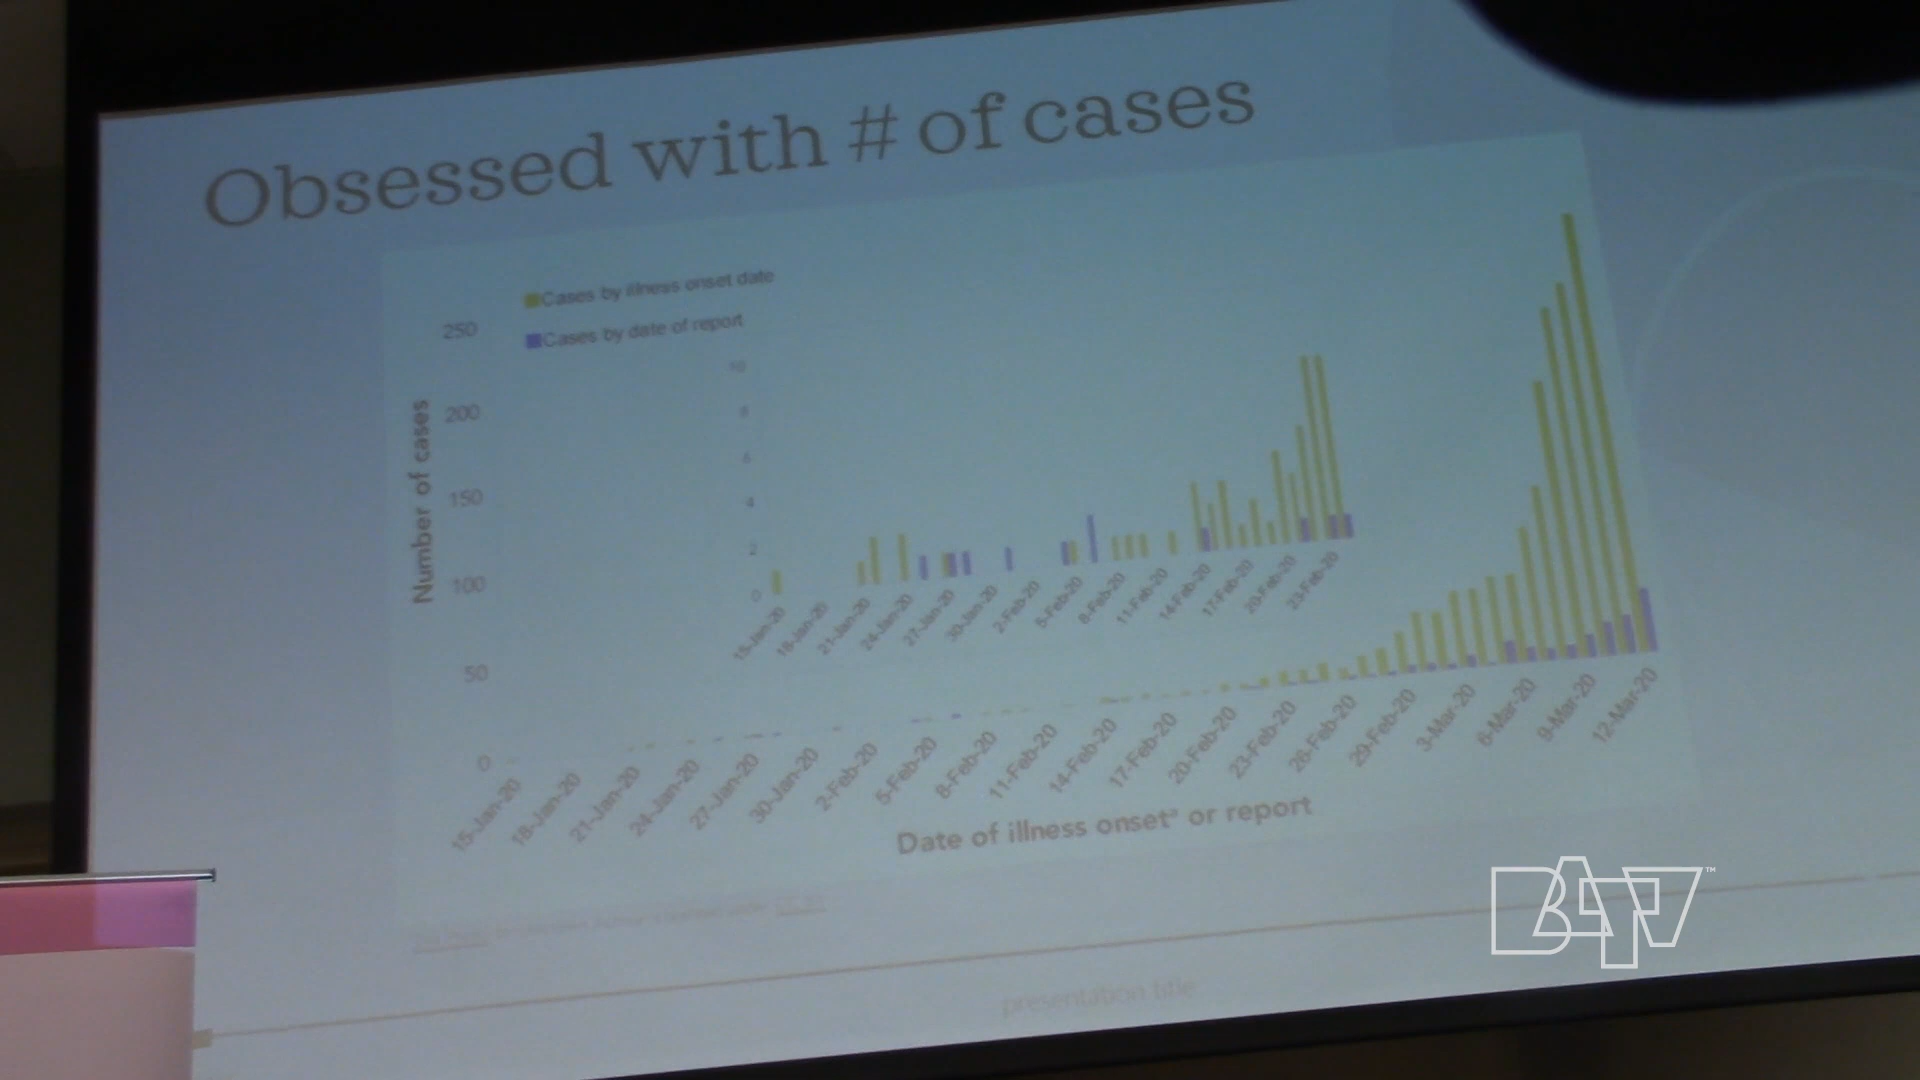 Obsessed with # of cases
Cases by illness onset date
Cases by date of report
Number of cases
250
200
150
100
50
0
10
8
6
4
2
0
15-Jan-20
18-Jan-20
21-Jan-20
24-Jan-20
27-Jan-20
30-Jan-20
2-Feb-20
5-Feb-20
8-Feb-20
11-Feb-20
14-Feb-20
17-Feb-20
20-Feb-20
23-Feb-20
15-Jan-20
18-Jan-20
21-Jan-20
24-Jan-20
27-Jan-20
30-Jan-20
2-Feb-20
5-Feb-20
8-Feb-20
11-Feb-20
14-Feb-20
17-Feb-20
20-Feb-20
23-Feb-20
26-Feb-20
29-Feb-20
3-Mar-20
6-Mar-20
9-Mar-20
12-Mar-20
Date of illness onsetᵃ or report
presentation title
BATV™